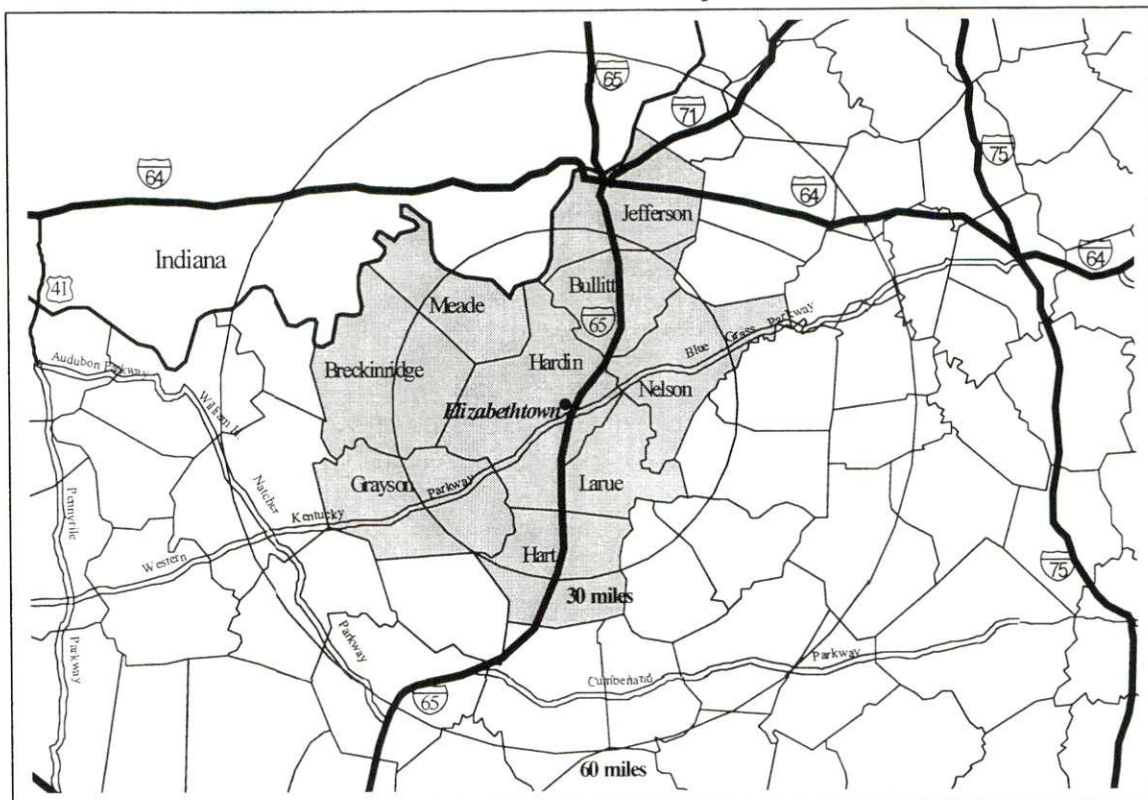 65
71
64
75
64
Jefferson
Indiana
64
41
Bullitt
Meade
65
Blue Grass Parkway
Audubon Parkway
Breckinridge
Hardin
Nelson
Elizabethtown
William H.
Natcher
Parkway
Grayson
Larue
Pennyrile
Parkway
Western
Kentucky
Parkway
Hart
75
30 miles
Cumberland
Parkway
65
60 miles